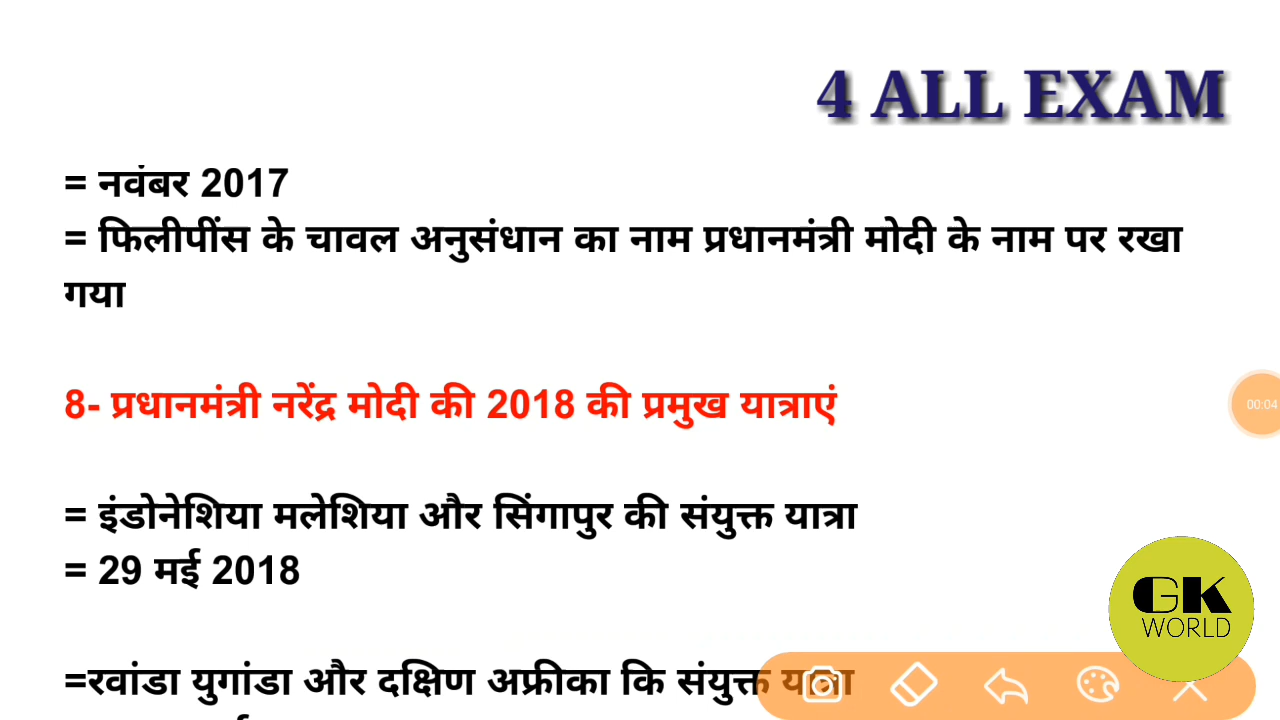 4 ALL EXAM
= नवंबर 2017
= फिलीपींस के चावल अनुसंधान का नाम प्रधानमंत्री मोदी के नाम पर रखा
गया
8- प्रधानमंत्री नरेंद्र मोदी की 2018 की प्रमुख यात्राएं
00:04
= इंडोनेशिया मलेशिया और सिंगापुर की संयुक्त यात्रा
= 29 मई 2018
GK
WORLD
=रवांडा युगांडा और दक्षिण अफ्रीका कि संयुक्त यात्रा